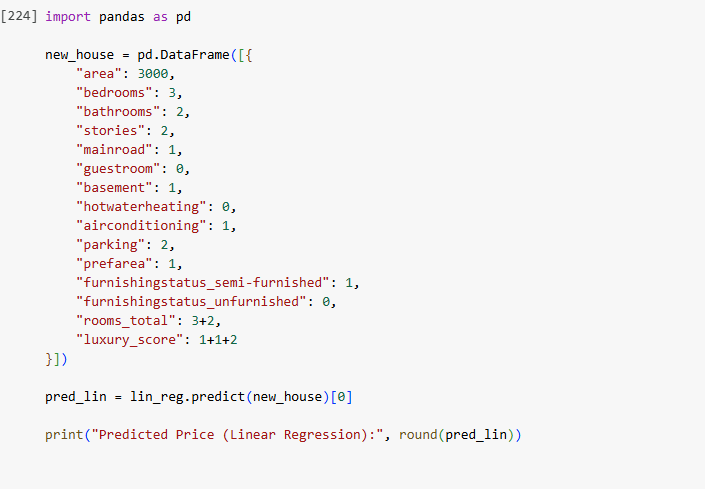 [224] import pandas as pd
new_house = pd.DataFrame([{
"area": 3000,
"bedrooms": 3,
"bathrooms": 2,
"stories": 2,
"mainroad": 1,
"guestroom": 0,
"basement": 1,
"hotwaterheating": 0,
"airconditioning": 1,
"parking": 2,
"prefarea": 1,
"furnishingstatus_semi-furnished": 1,
"furnishingstatus_unfurnished": 0,
"rooms_total": 3+2,
"luxury_score": 1+1+2
}])
pred_lin = lin_reg.predict(new_house)[0]
print("Predicted Price (Linear Regression):", round(pred_lin))